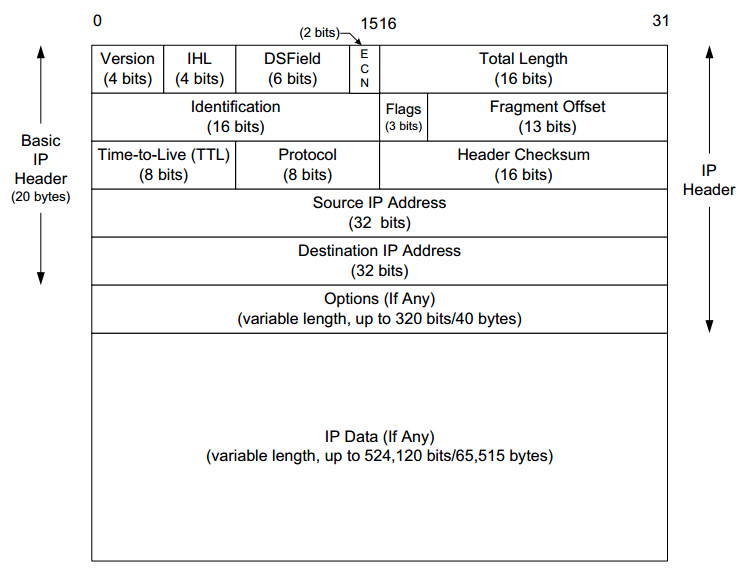 0
(2 bits)
1516
31
Version
(4 bits)
IHL
(4 bits)
DSField
(6 bits)
E
C
N
Total Length
(16 bits)
Identification
(16 bits)
Flags
(3 bits)
Fragment Offset
(13 bits)
Basic
IP
Header
(20 bytes)
Time-to-Live (TTL)
(8 bits)
Protocol
(8 bits)
Header Checksum
(16 bits)
IP
Header
Source IP Address
(32 bits)
Destination IP Address
(32 bits)
Options (If Any)
(variable length, up to 320 bits/40 bytes)
IP Data (If Any)
(variable length, up to 524,120 bits/65,515 bytes)